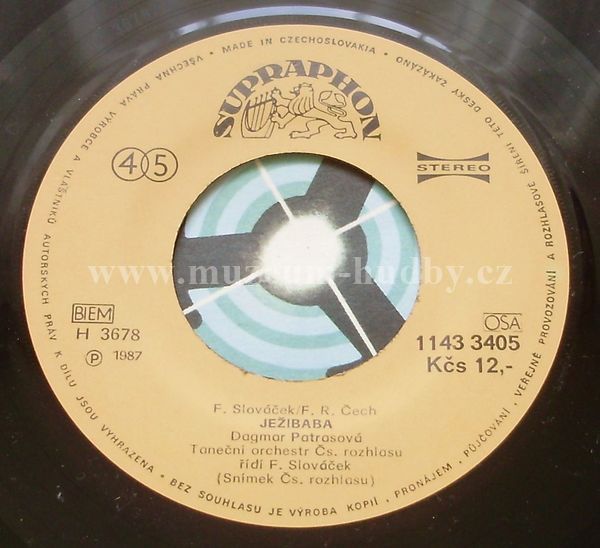 VŠECHNA PRÁVA VÝROBCE A VLASTNÍKŮ AUTORSKÝCH PRÁV K DÍLU JSOU VYHRAZENA • BEZ SOUHLASU JE VÝROBA KOPIÍ, PRONÁJEM, PŮJČOVÁNÍ, VEŘEJNÉ PROVOZOVÁNÍ A ROZHLASOVÉ ŠÍŘENÍ TÉTO DESKY ZAKÁZÁNO • MADE IN CZECHOSLOVAKIA •
SUPRAPHON
45
STEREO
www.muzeum-hudby.cz
BIEM
H 3678
Ⓟ 1987
OSA
1143 3405
Kčs 12,-
F. Slováček/F. R. Čech
JEŽIBABA
Dagmar Patrasová
Taneční orchestr Čs. rozhlasu
řídí F. Slováček
(Snímek Čs. rozhlasu)